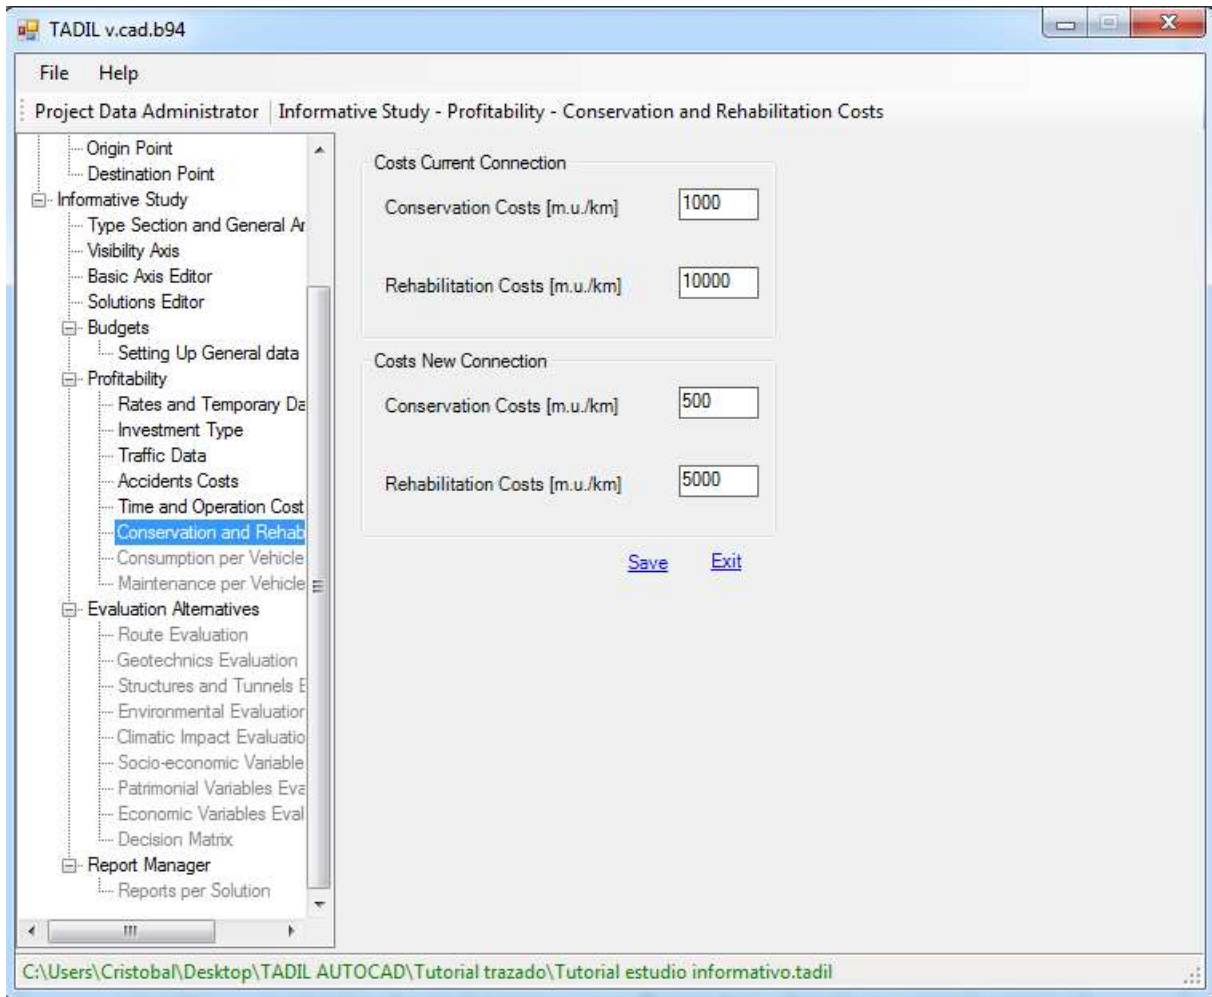 TADIL v.cad.b94
File Help
Project Data Administrator Informative Study - Profitability - Conservation and Rehabilitation Costs
Origin Point
Destination Point
Informative Study
Type Section and General Ar
Visibility Axis
Basic Axis Editor
Solutions Editor
Budgets
Setting Up General data
Profitability
Rates and Temporary Da
Investment Type
Traffic Data
Accidents Costs
Time and Operation Cost
Conservation and Rehab
Consumption per Vehicle
Maintenance per Vehicle
Evaluation Alternatives
Route Evaluation
Geotechnics Evaluation
Structures and Tunnels E
Environmental Evaluation
Climatic Impact Evaluatio
Socio-economic Variable
Patrimonial Variables Eva
Economic Variables Eval
Decision Matrix
Report Manager
Reports per Solution
Costs Current Connection
Conservation Costs [m.u./km] 1000
Rehabilitation Costs [m.u./km] 10000
Costs New Connection
Conservation Costs [m.u./km] 500
Rehabilitation Costs [m.u./km] 5000
Save Exit
C:\Users\Cristobal\Desktop\TADIL AUTOCAD\Tutorial trazado\Tutorial estudio informativo.tadil